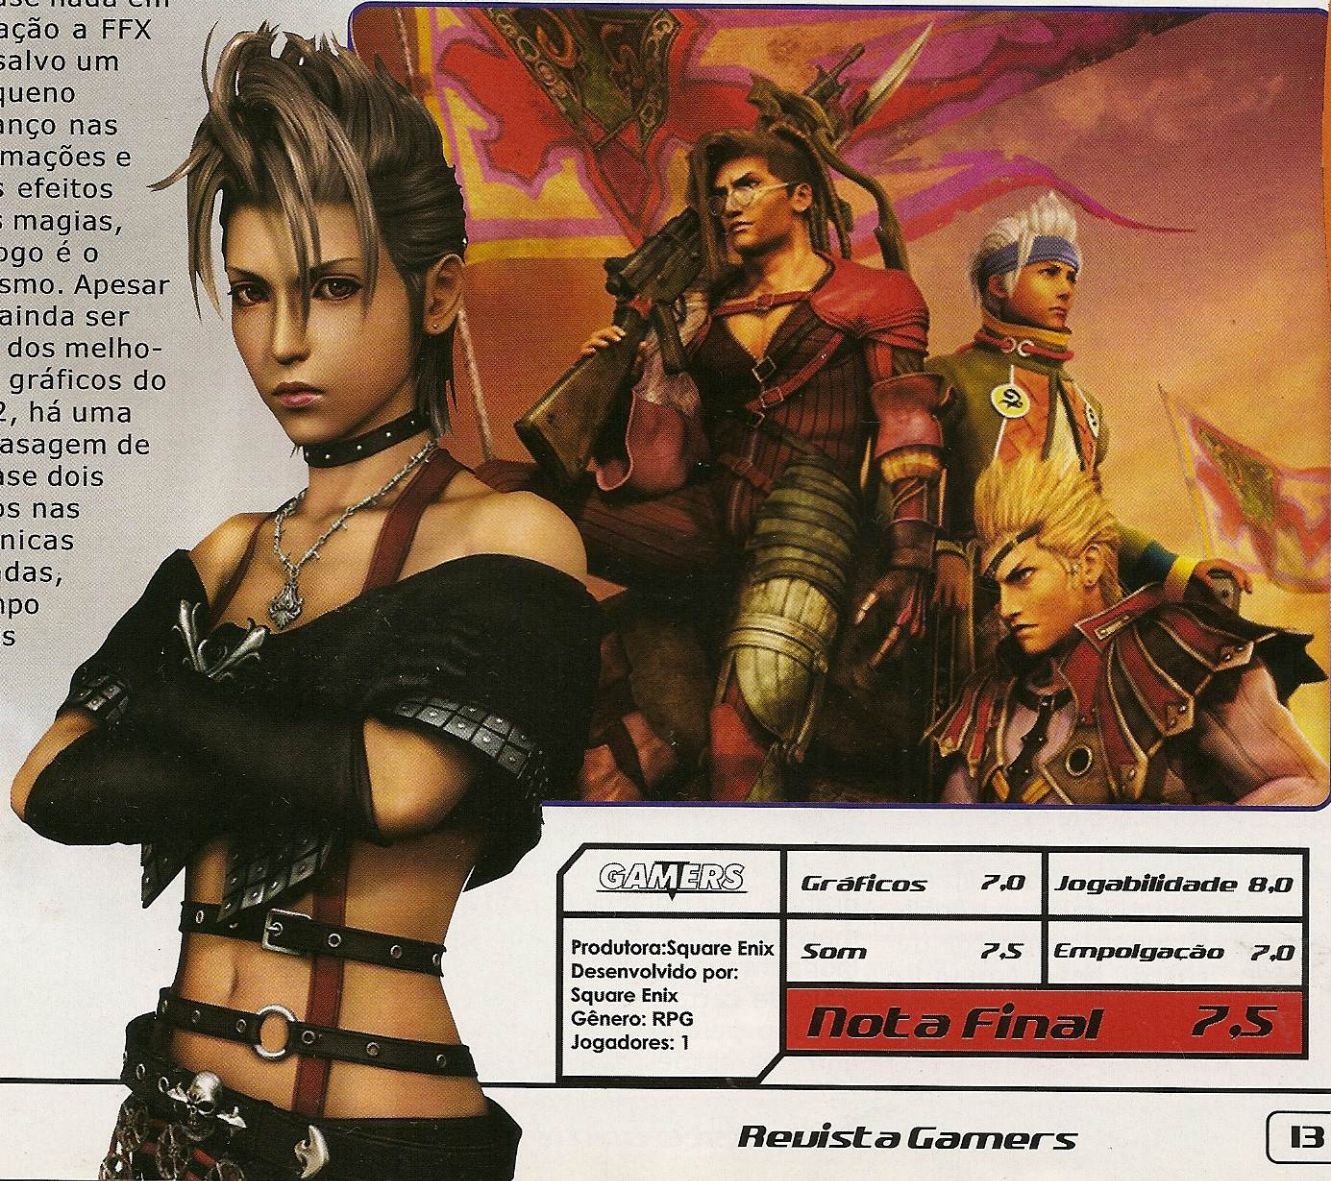 ação a FFX
salvo um
queno
anço nas
mações e
s efeitos
s magias,
ogo é o
smo. Apesar
ainda ser
dos melho-
gráficos do
2, há uma
asagem de
ase dois
os nas
nicas
adas,
mpo
s
GAMERS
Produtora:Square Enix
Desenvolvido por:
Square Enix
Gênero: RPG
Jogadores: 1
Gráficos 7,0
Jogabilidade 8,0
Som 7,5
Empolgação 7,0
Nota Final 7,5
Revista Gamers
13